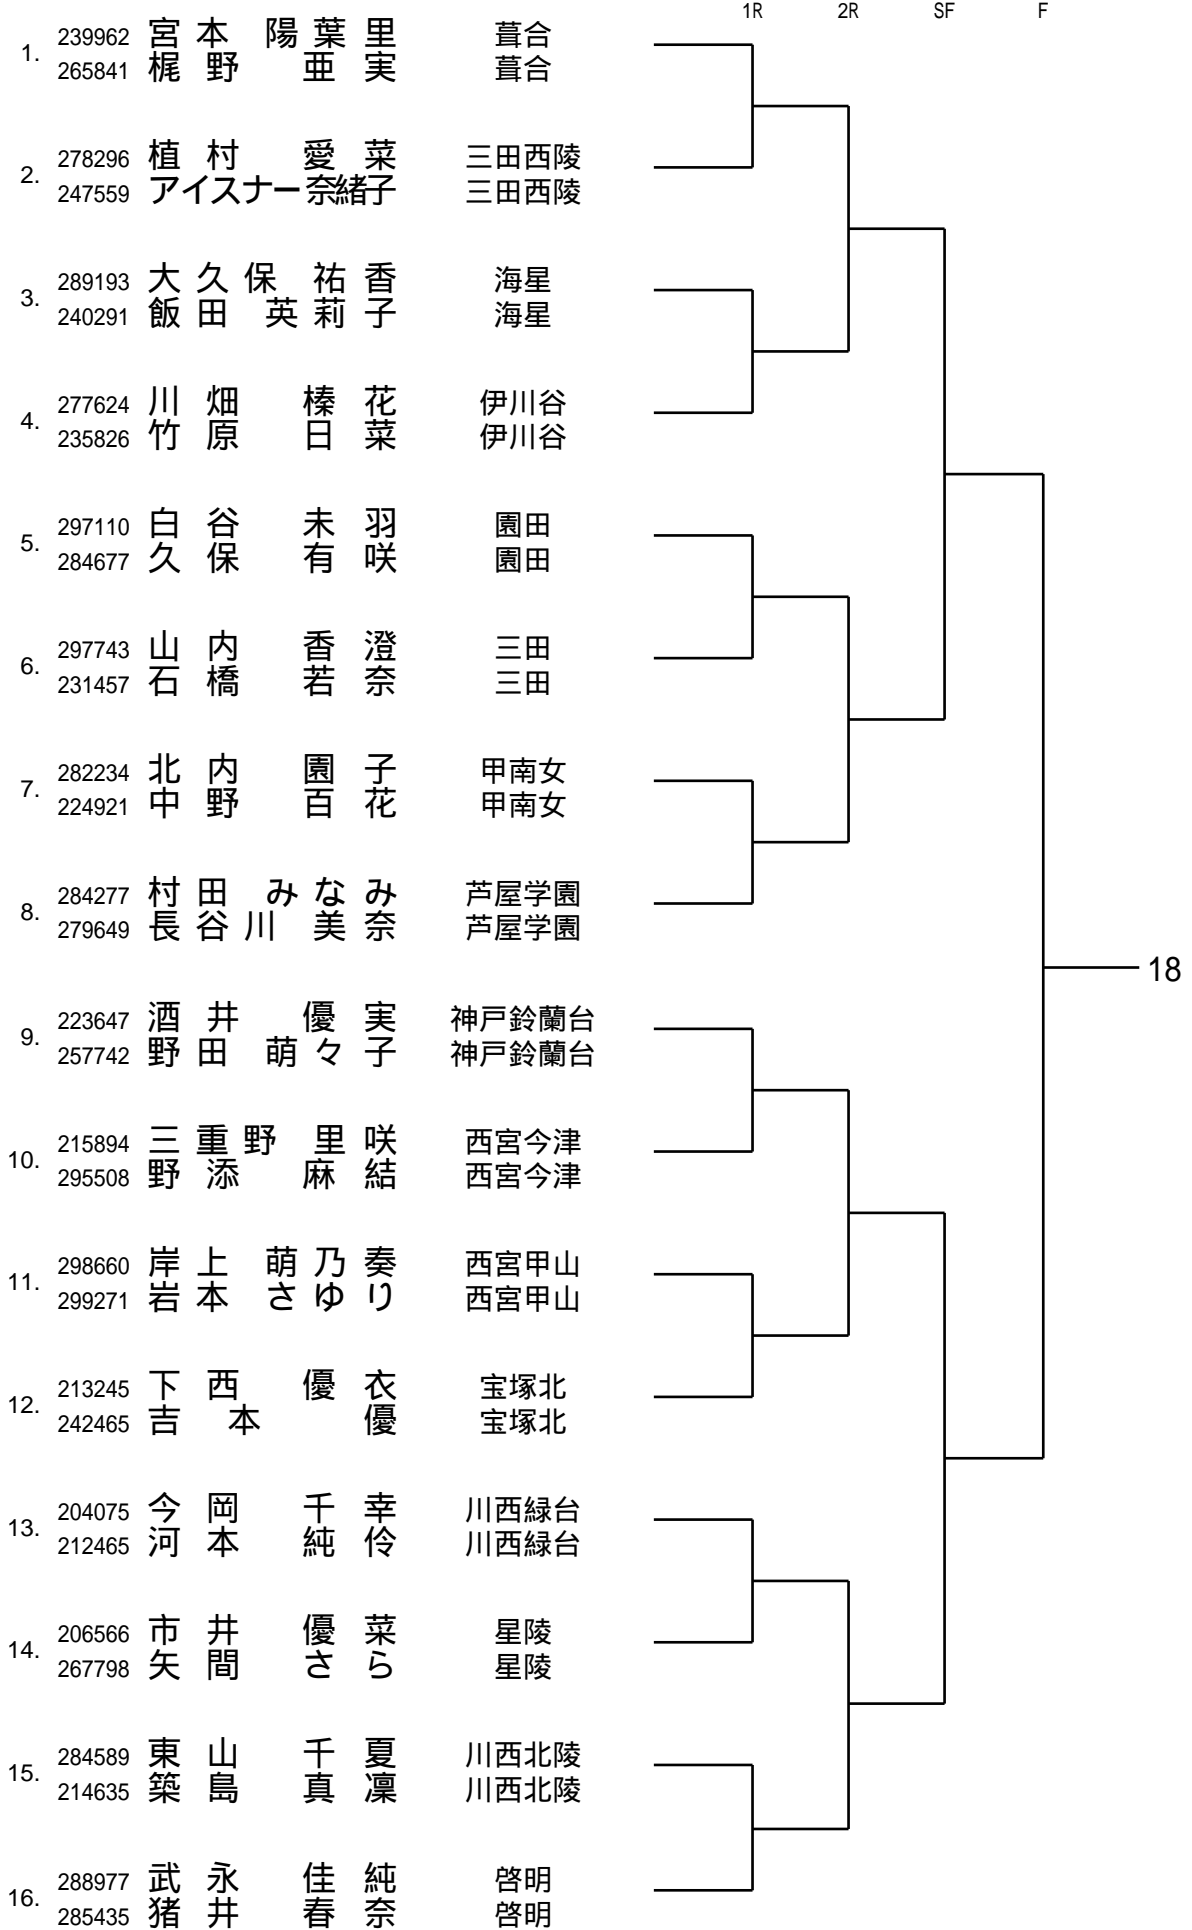 1R 2R SF F
1. 239962 宮本 陽葉里 葺合
265841 梶野 亜実 葺合
2. 278296 植村 愛菜 三田西陵
247559 アイスナー奈緒子 三田西陵
3. 289193 大久保 祐香 海星
240291 飯田 英莉子 海星
4. 277624 川畑 榛花 伊川谷
235826 竹原 日菜 伊川谷
5. 297110 白谷 未羽 園田
284677 久保 有咲 園田
6. 297743 山内 香澄 三田
231457 石橋 若奈 三田
7. 282234 北内 園子 甲南女
224921 中野 百花 甲南女
8. 284277 村田 みなみ 芦屋学園
279649 長谷川 美奈 芦屋学園
18
9. 223647 酒井 優実 神戸鈴蘭台
257742 野田 萌々子 神戸鈴蘭台
10. 215894 三重野 里咲 西宮今津
295508 野添 麻結 西宮今津
11. 298660 岸上 萌乃奏 西宮甲山
299271 岩本 さゆり 西宮甲山
12. 213245 下西 優衣 宝塚北
242465 吉本 優 宝塚北
13. 204075 今岡 千幸 川西緑台
212465 河本 純伶 川西緑台
14. 206566 市井 優菜 星陵
267798 矢間 さら 星陵
15. 284589 東山 千夏 川西北陵
214635 築島 真凜 川西北陵
16. 288977 武永 佳純 啓明
285435 猪井 春奈 啓明